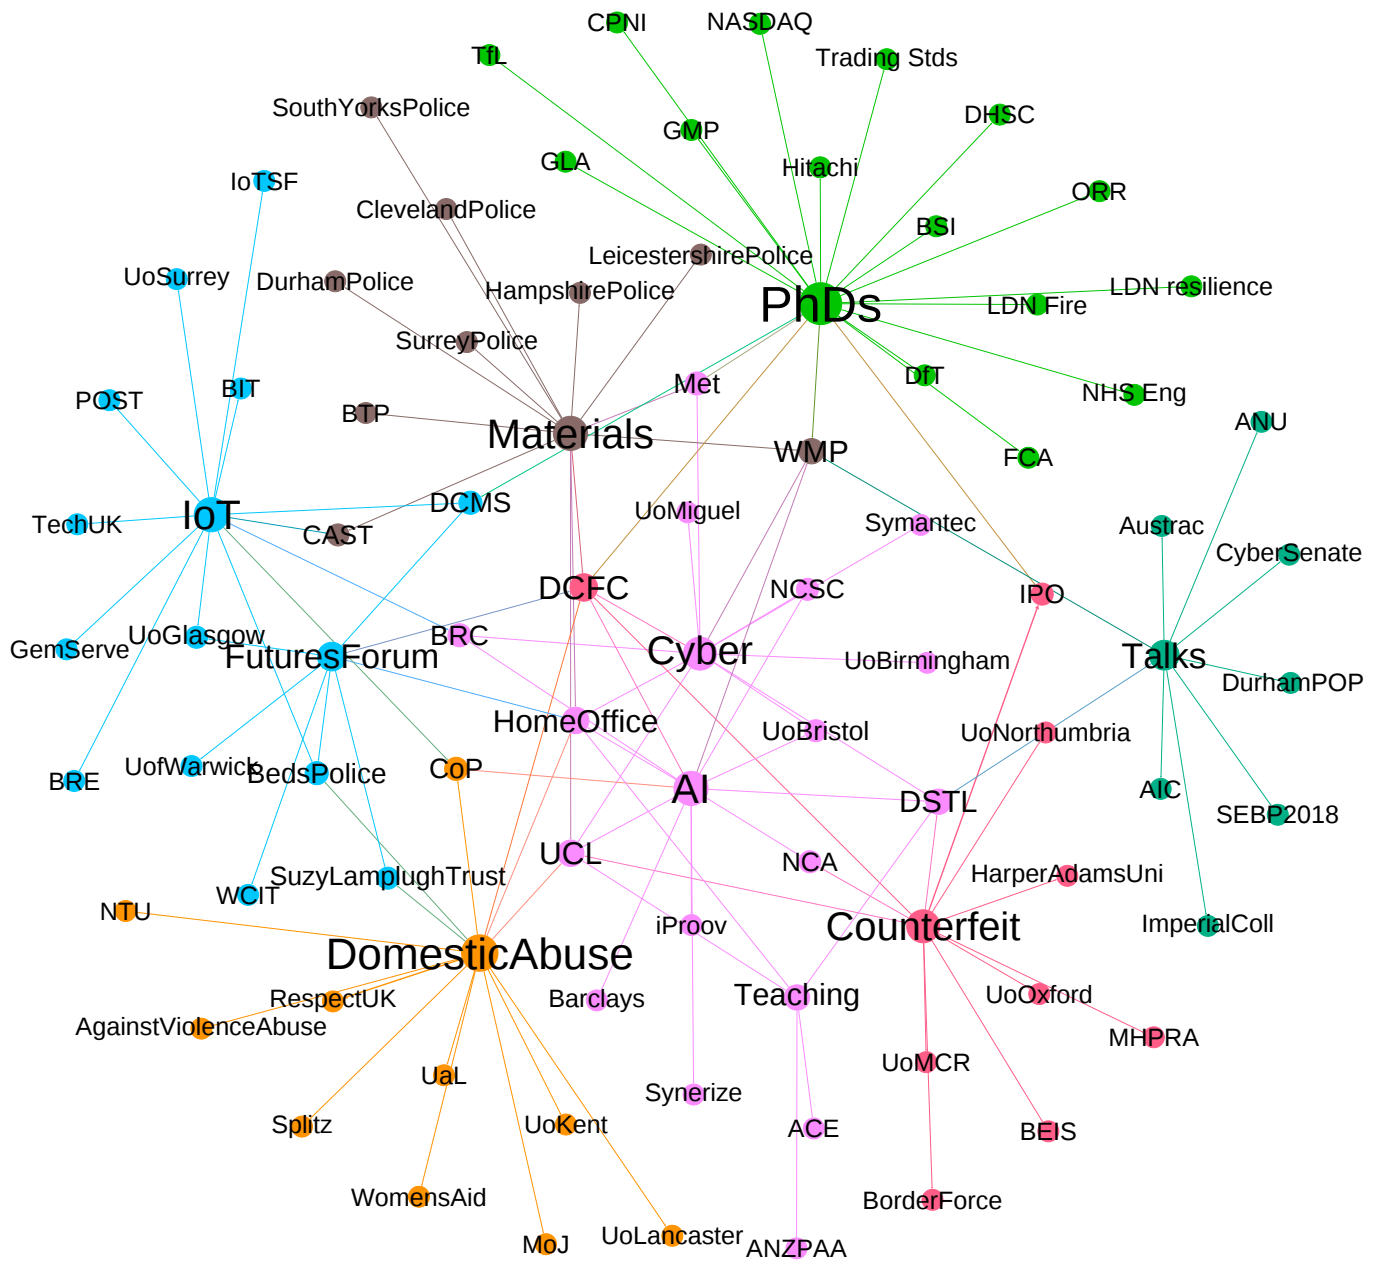 CPNI
NASDAQ
TfL
Trading Stds
SouthYorksPolice
DHSC
GMP
GLA
Hitachi
IoTSF
ORR
ClevelandPolice
BSI
LeicestershirePolice
UoSurrey
DurhamPolice
HampshirePolice
LDN resilience
PhDs
LDN Fire
SurreyPolice
Met
DfT
BIT
NHS Eng
POST
BTP
ANU
Materials
WMP
FCA
DCMS
UoMiguel
IoT
TechUK
Symantec
Austrac
CAST
CyberSenate
DCFC
NCSC
IPO
UoGlasgow
BRC
GemServe
FuturesForum
Cyber
UoBirmingham
Talks
DurhamPOP
HomeOffice
UoBristol
UoNorthumbria
UofWarwick
BedsPolice
CoP
BRE
AI
DSTL
AIC
SEBP2018
UCL
NCA
SuzyLamplughTrust
HarperAdamsUni
WCIT
NTU
iProov
Counterfeit
ImperialColl
DomesticAbuse
RespectUK
Barclays
Teaching
UoOxford
AgainstViolenceAbuse
MHPRA
UoMCR
UaL
Synerize
Splitz
UoKent
ACE
BEIS
WomensAid
BorderForce
MoJ
UoLancaster
ANZPAA